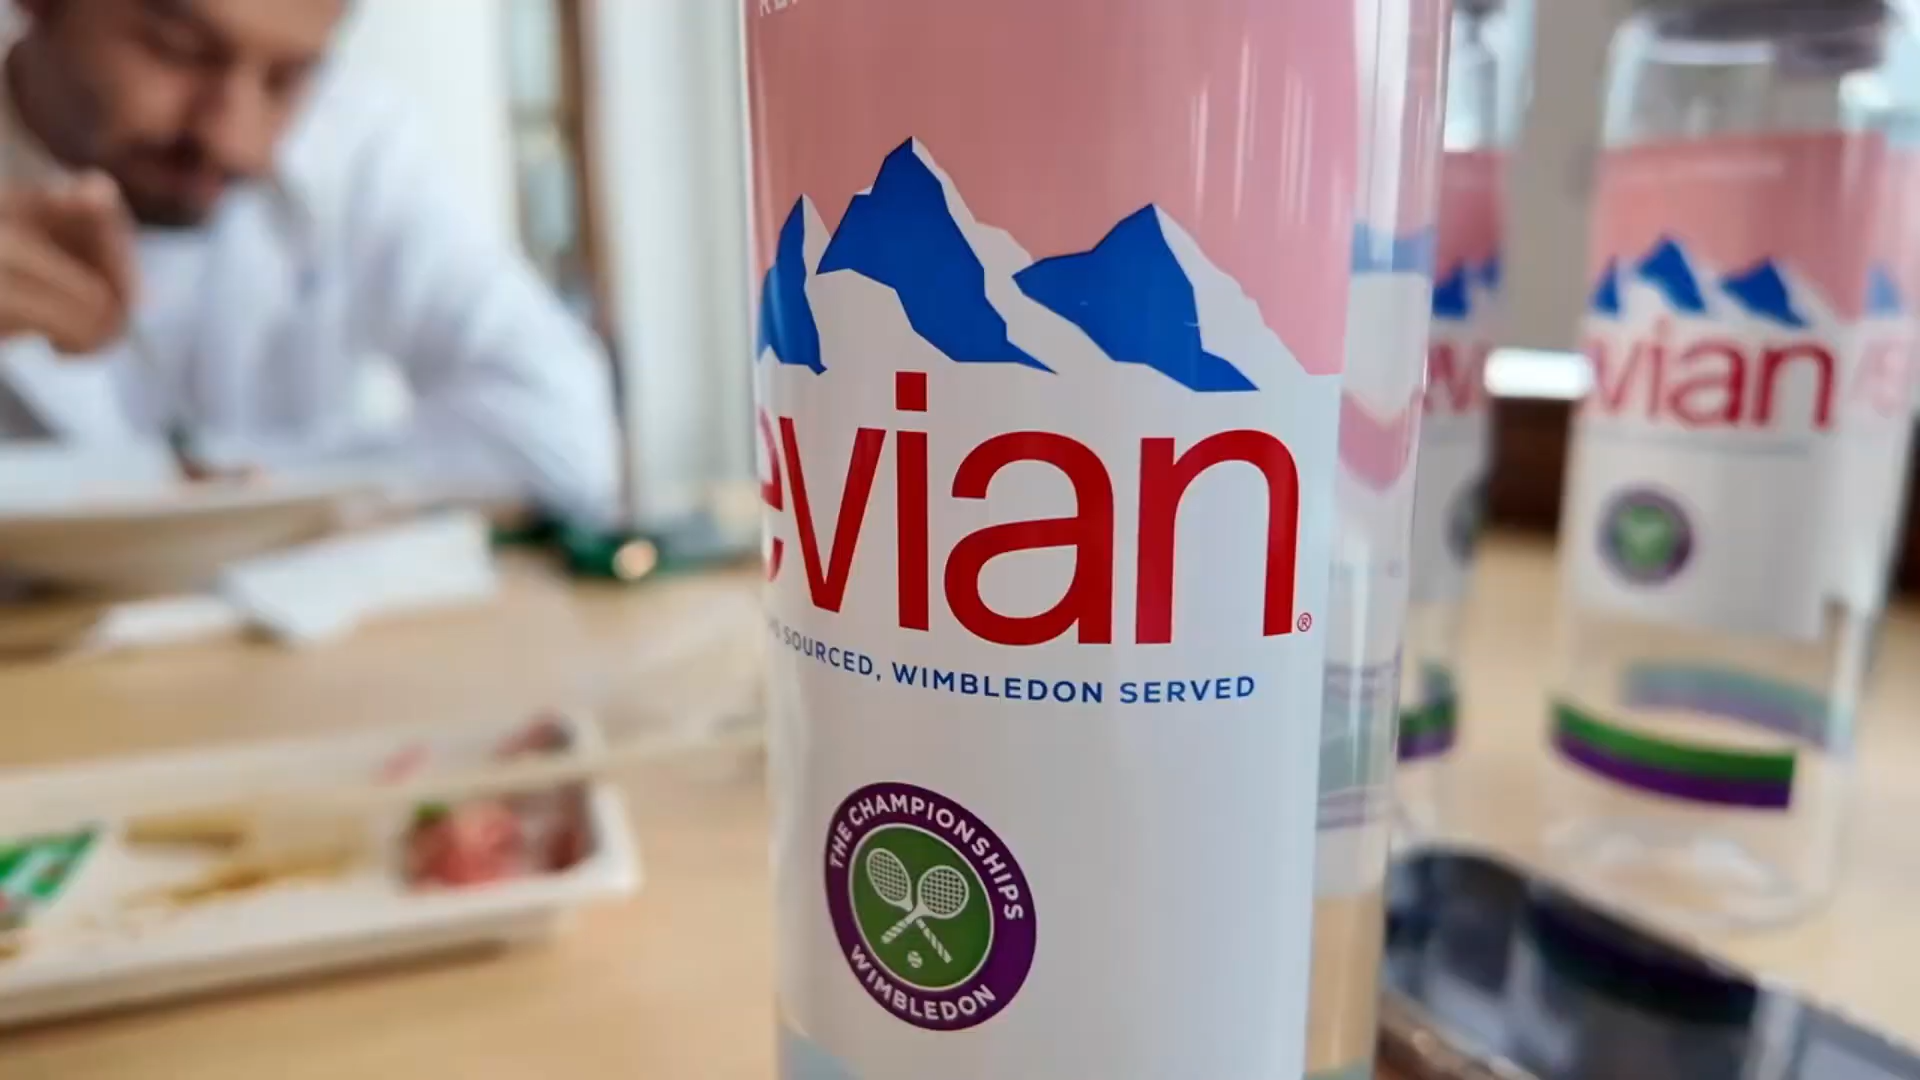 evian®
SOURCED, WIMBLEDON SERVED
THE CHAMPIONSHIPS
WIMBLEDON
vian